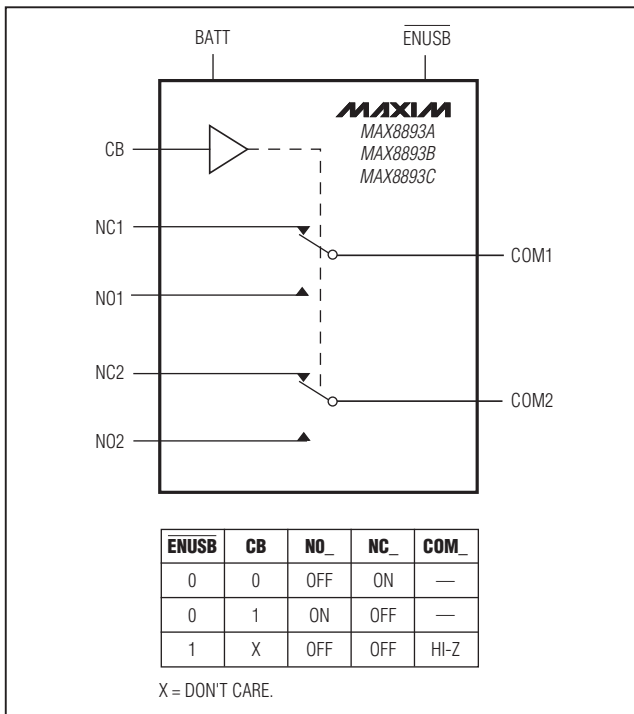 BATT ENUSB
MAXIM
MAX8893A
CB
MAX8893B
MAX8893C
NC1
COM1
NO1
NC2
COM2
NO2
ENUSB CB NO_ NC_ COM_
0 0 OFF ON —
0 1 ON OFF —
1 X OFF OFF HI-Z
X = DON'T CARE.